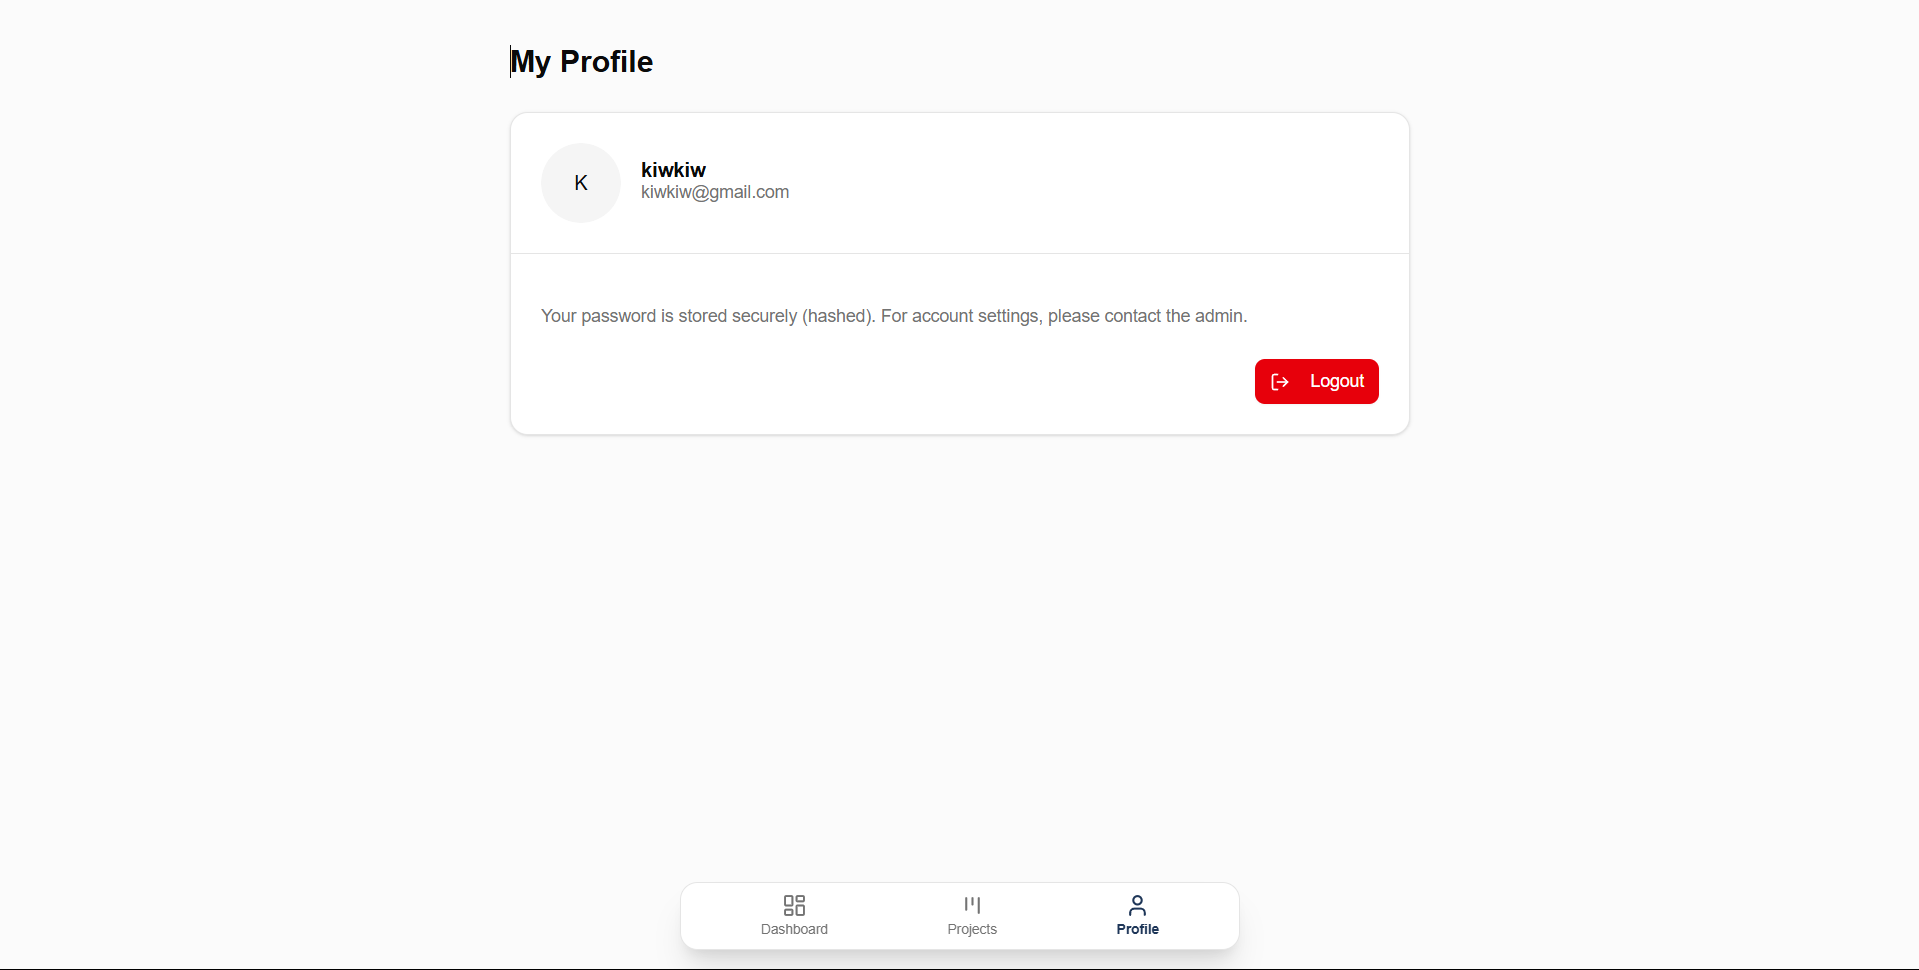 My Profile
K
kiwkiw
kiwkiw@gmail.com
Your password is stored securely (hashed). For account settings, please contact the admin.
Logout
Dashboard
Projects
Profile